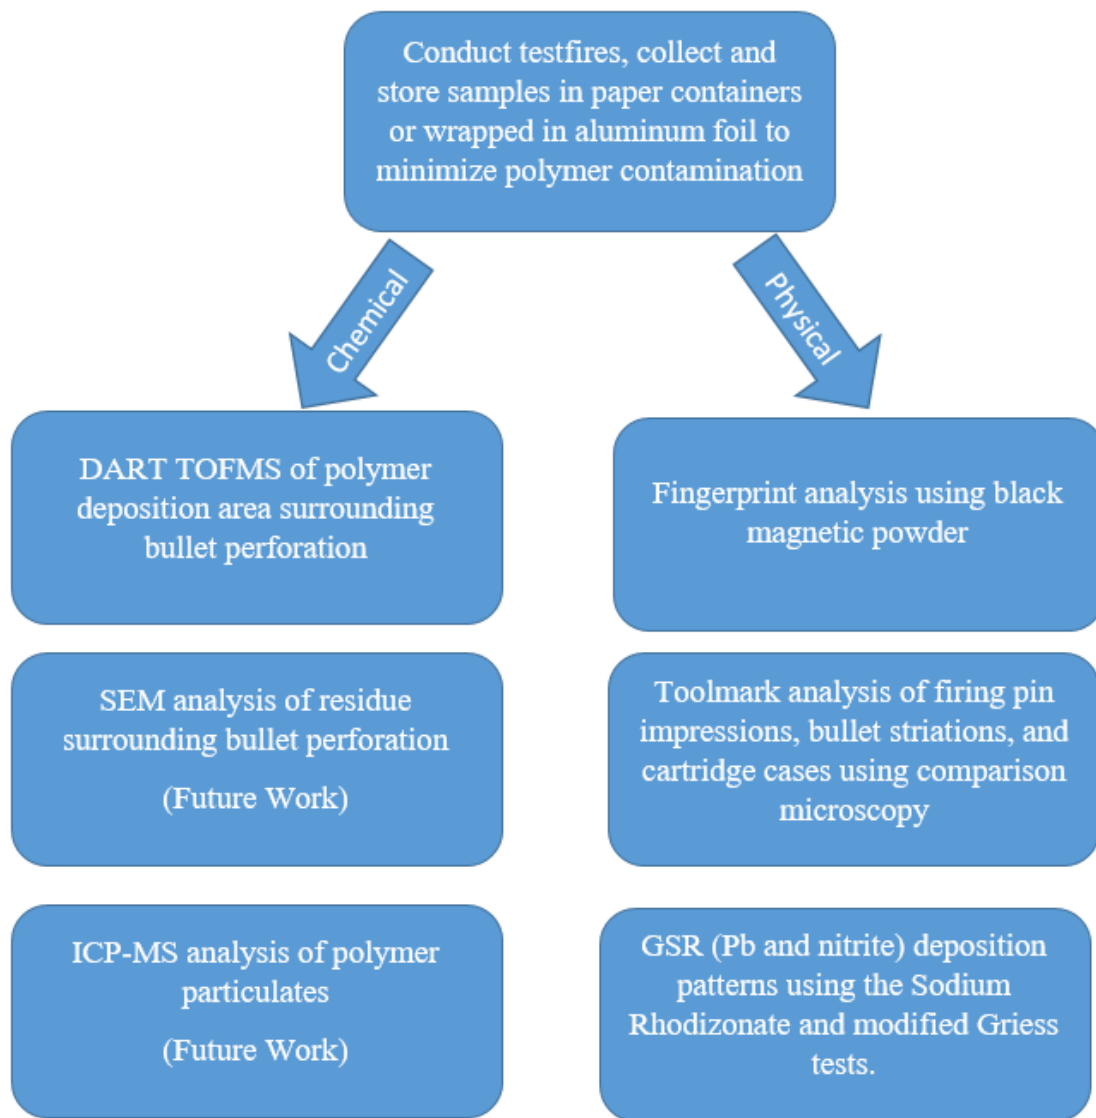 Conduct testfires, collect and
store samples in paper containers
or wrapped in aluminum foil to
minimize polymer contamination
Chemical
Physical
DART TOFMS of polymer
deposition area surrounding
bullet perforation
Fingerprint analysis using black
magnetic powder
SEM analysis of residue
surrounding bullet perforation
(Future Work)
Toolmark analysis of firing pin
impressions, bullet striations, and
cartridge cases using comparison
microscopy
ICP-MS analysis of polymer
particulates
(Future Work)
GSR (Pb and nitrite) deposition
patterns using the Sodium
Rhodizonate and modified Griess
tests.